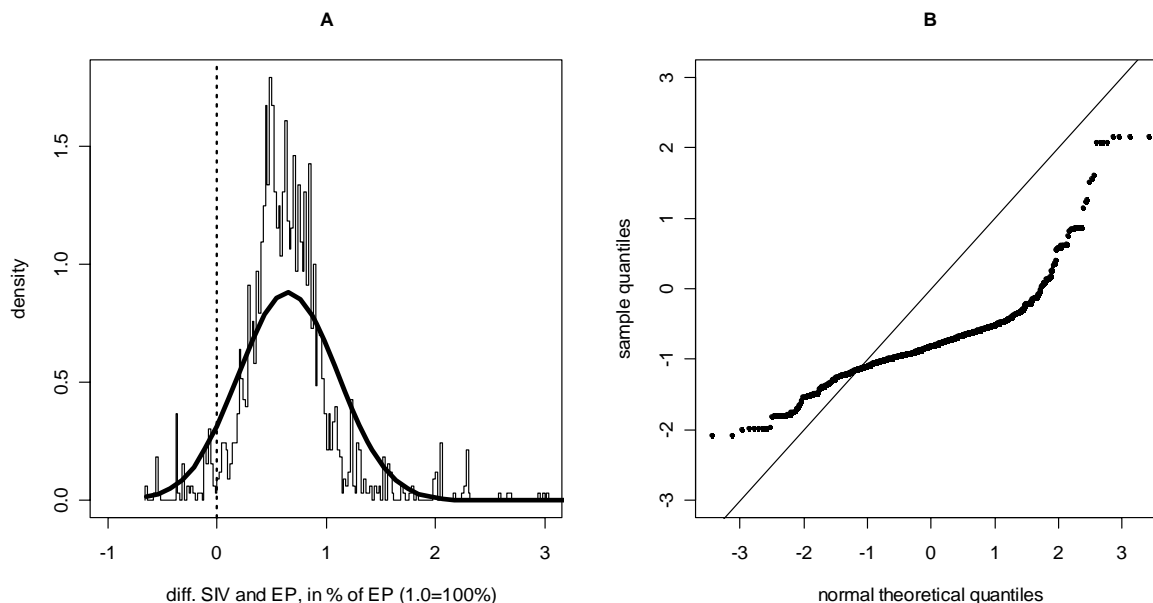 A
density
0.0
0.5
1.0
1.5
-1 0 1 2 3
diff. SIV and EP, in % of EP (1.0=100%)
B
sample quantiles
3
2
1
0
-1
-2
-3
-3 -2 -1 0 1 2 3
normal theoretical quantiles